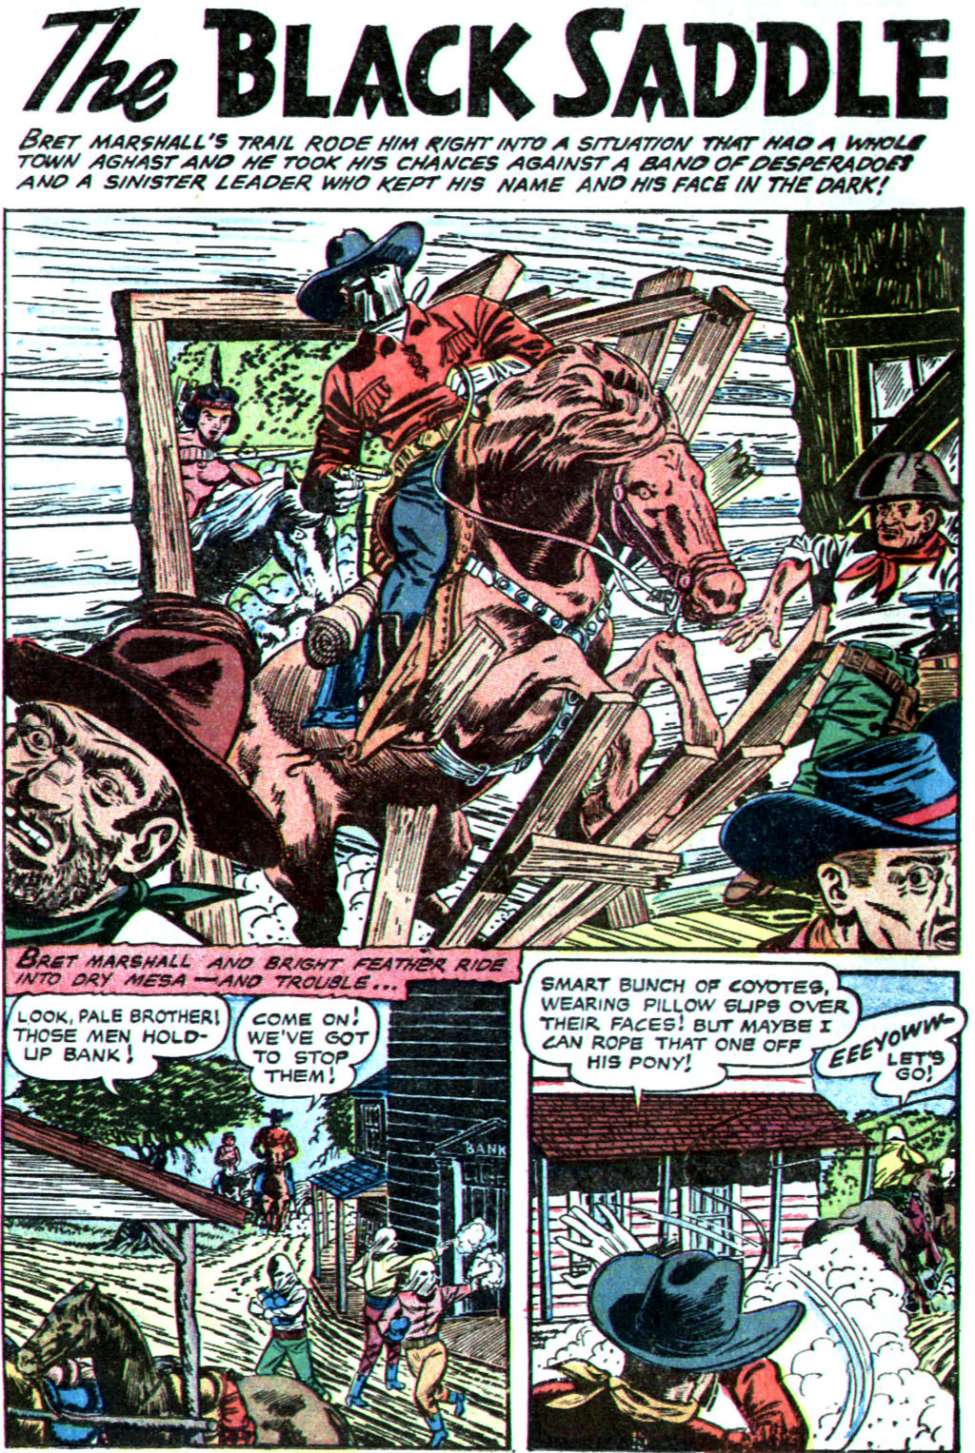 The BLACK SADDLE
BRET MARSHALL'S TRAIL RODE HIM RIGHT INTO A SITUATION THAT HAD A WHOLE
TOWN AGHAST AND HE TOOK HIS CHANCES AGAINST A BAND OF DESPERADOES
AND A SINISTER LEADER WHO KEPT HIS NAME AND HIS FACE IN THE DARK!
BRET MARSHALL AND BRIGHT FEATHER RIDE
INTO DRY MESA—AND TROUBLE...
LOOK, PALE BROTHER!
THOSE MEN HOLD-
UP BANK!
COME ON!
WE'VE GOT
TO STOP
THEM!
BANK
SMART BUNCH OF COYOTES,
WEARING PILLOW SLIPS OVER
THEIR FACES! BUT MAYBE I
CAN ROPE THAT ONE OFF
HIS PONY!
EEEYOWW-
LET'S
GO!